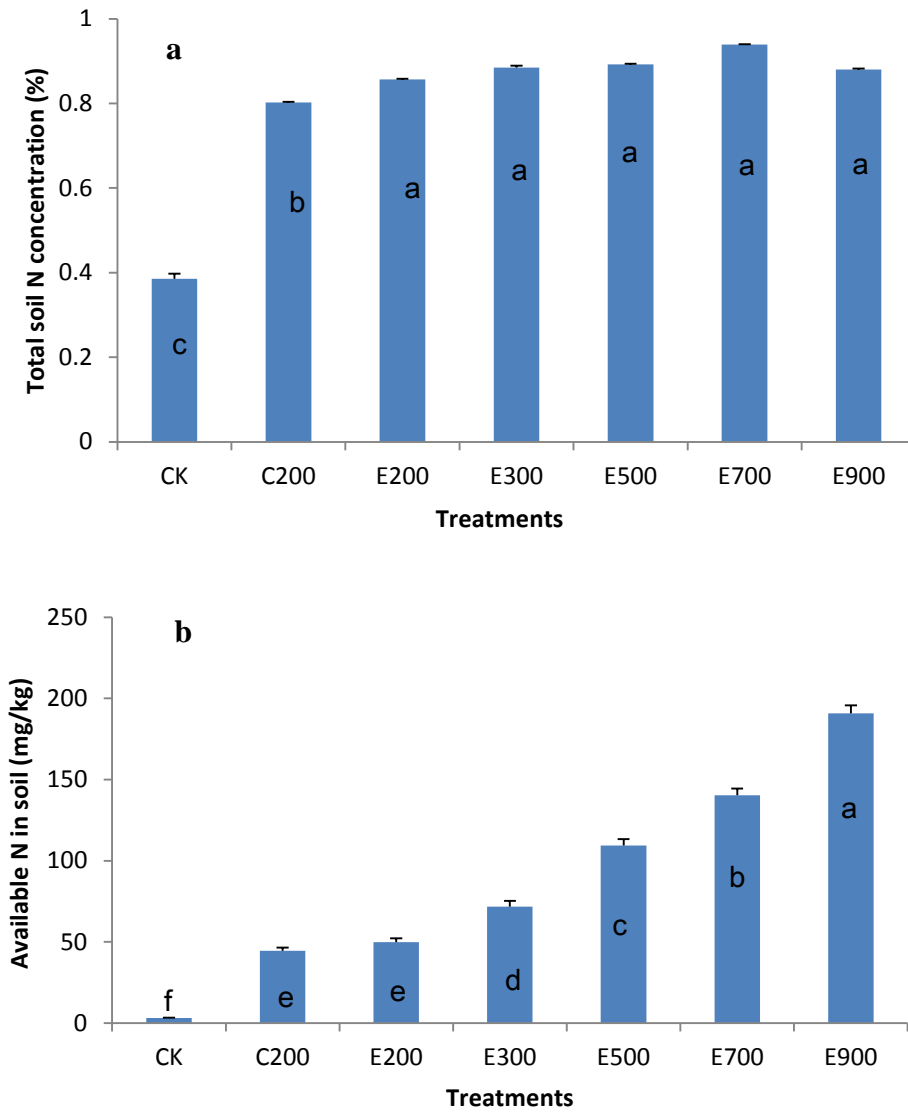 a
Total soil N concentration (%)
1
0.8
0.6
0.4
0.2
0
c
b
a
a
a
a
a
CK C200 E200 E300 E500 E700 E900
Treatments
b
Available N in soil (mg/kg)
250
200
150
100
50
0
f
e
e
d
c
b
a
CK C200 E200 E300 E500 E700 E900
Treatments